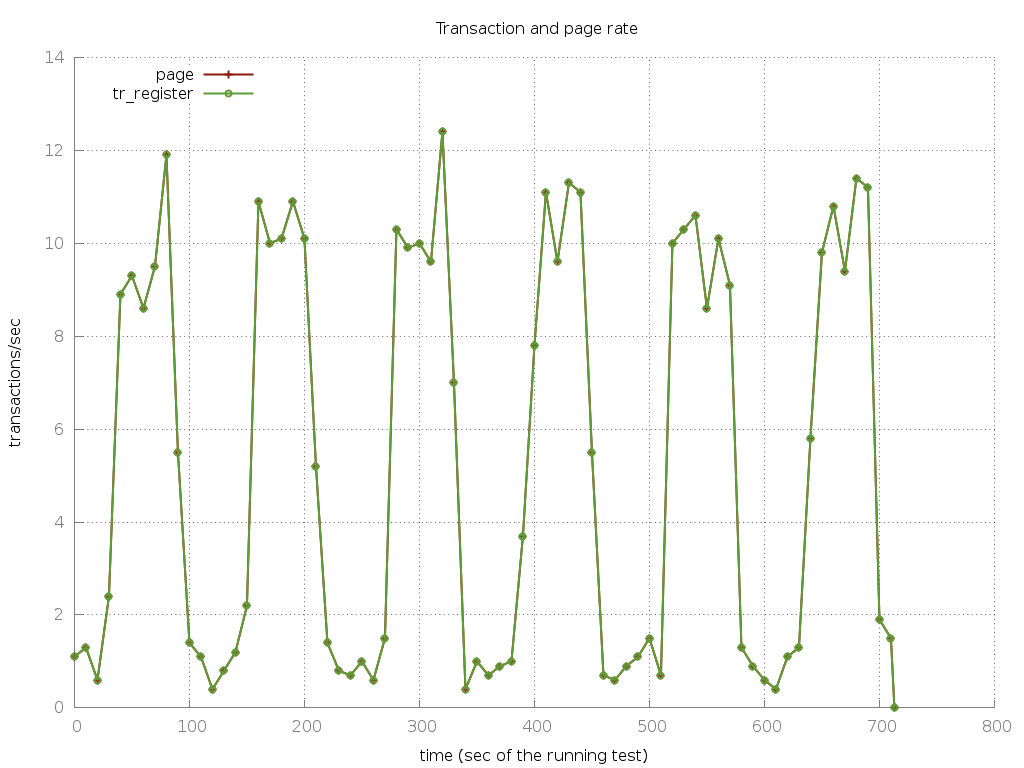 Transaction and page rate
14
page
tr_register
12
10
8
6
4
2
0
transactions/sec
0 100 200 300 400 500 600 700 800
time (sec of the running test)